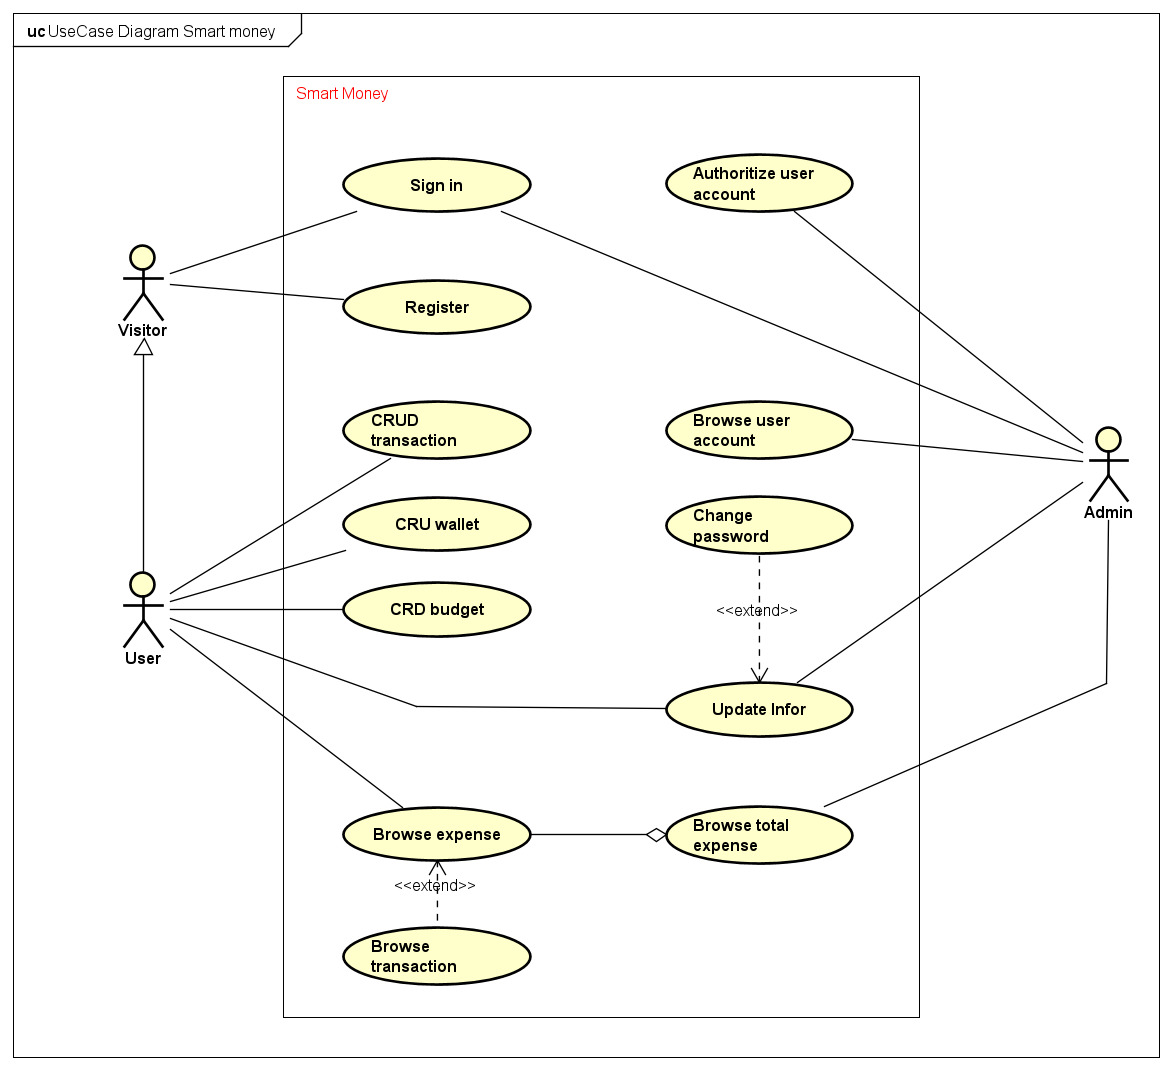 uc UseCase Diagram Smart money
Smart Money
Sign in
Authoritize user
account
Visitor
Register
CRUD
transaction
Browse user
account
Admin
CRU wallet
Change
password
User
CRD budget
<<extend>>
Update Infor
Browse expense
Browse total
expense
<<extend>>
Browse
transaction